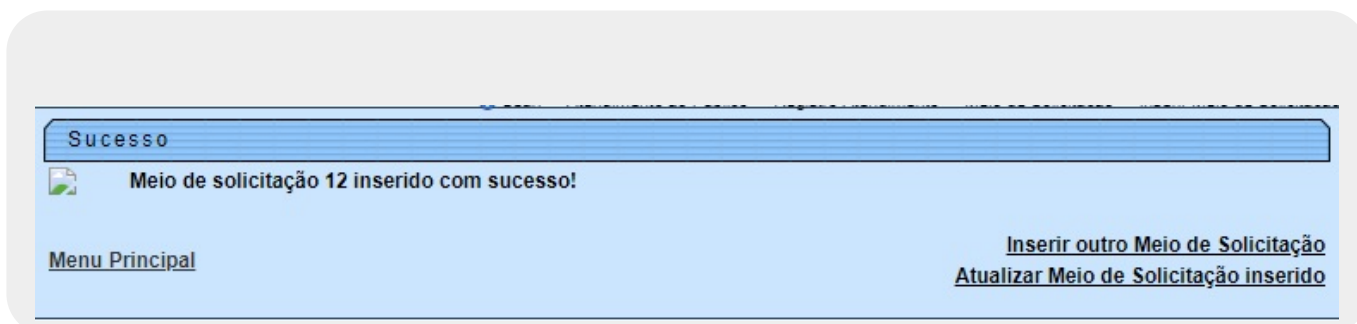 Sucesso
Meio de solicitação 12 inserido com sucesso!
Menu Principal
Inserir outro Meio de Solicitação
Atualizar Meio de Solicitação inserido